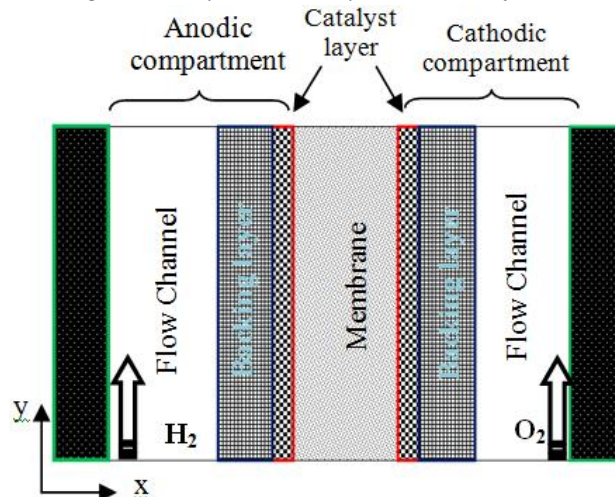 Anodic
compartment
Catalyst
layer
Cathodic
compartment
Flow Channel
Backing layer
Membrane
Backing layer
Flow Channel
y
H2
O2
x